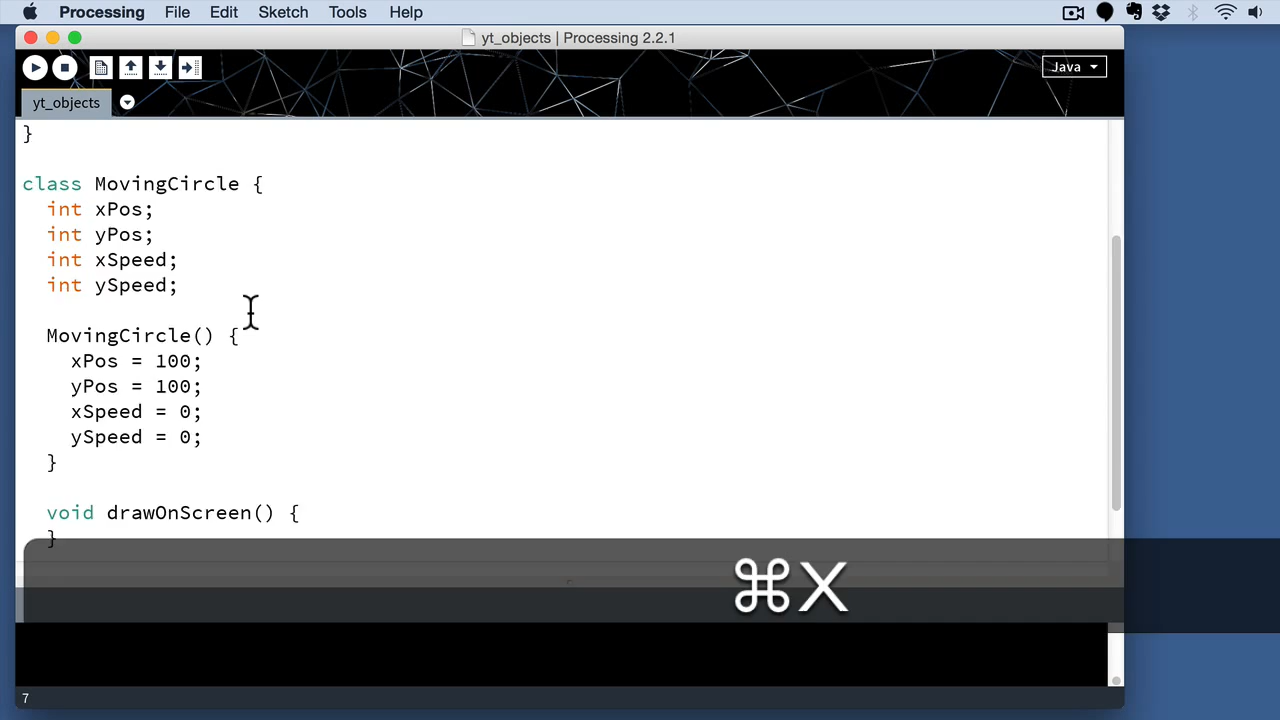 Processing File Edit Sketch Tools Help
yt_objects | Processing 2.2.1
Java
yt_objects
}
class MovingCircle {
int xPos;
int yPos;
int xSpeed;
int ySpeed;
MovingCircle() {
xPos = 100;
yPos = 100;
xSpeed = 0;
ySpeed = 0;
}
void drawOnScreen() {
}
⌘X
7